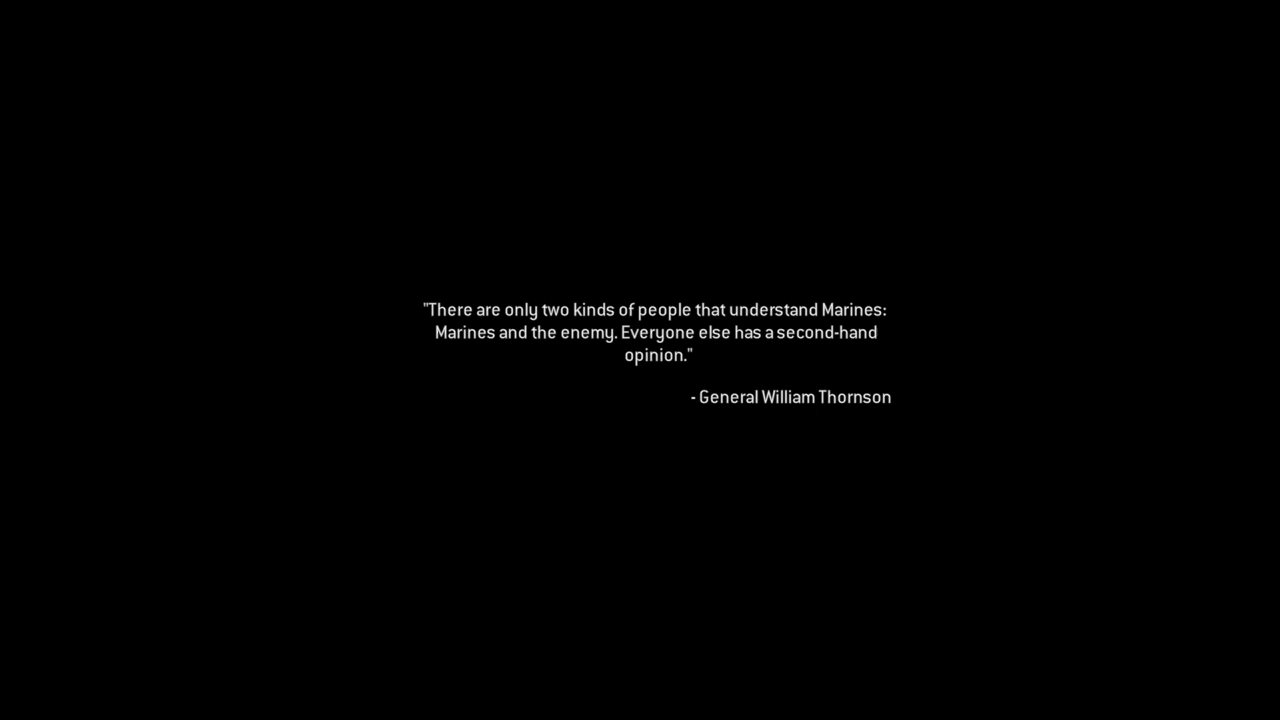 "There are only two kinds of people that understand Marines:
Marines and the enemy. Everyone else has a second-hand
opinion."
- General William Thornson